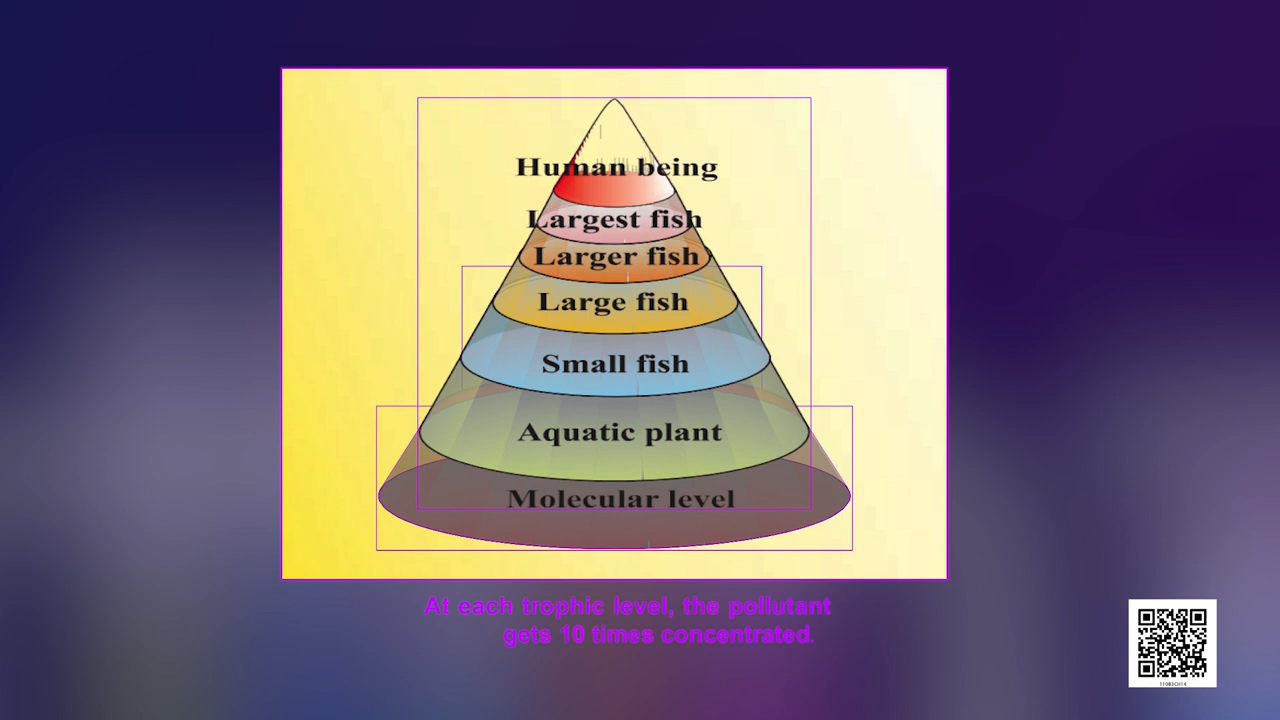 Human being
Largest fish
Larger fish
Large fish
Small fish
Aquatic plant
Molecular level
At each trophic level, the pollutant
gets 10 times concentrated.